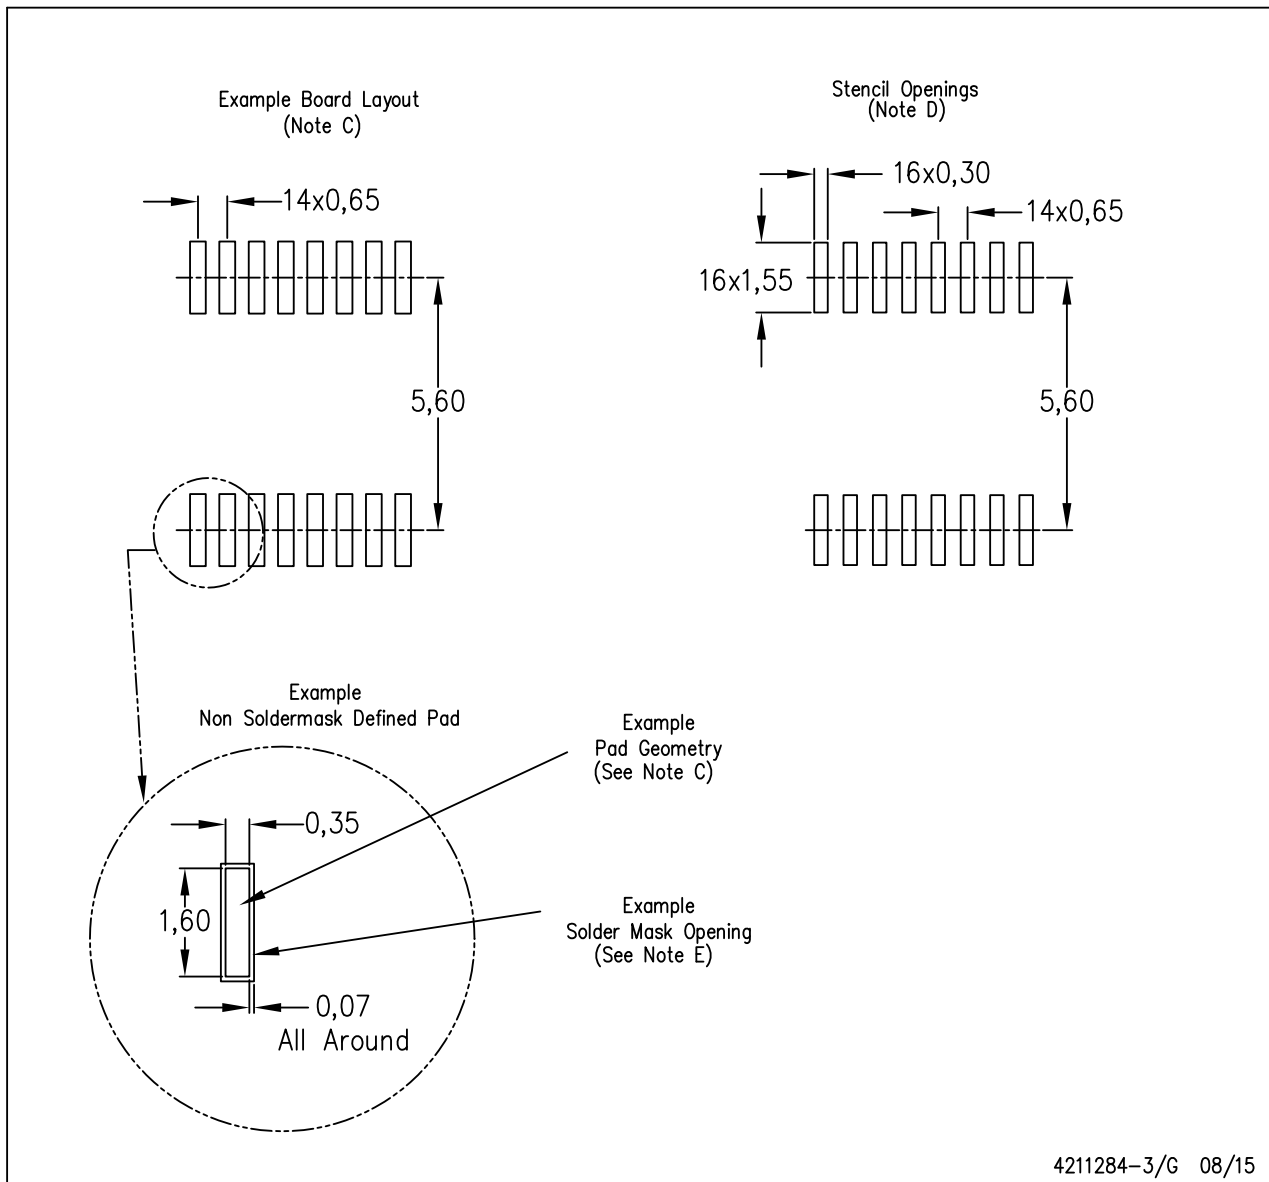 Example Board Layout
(Note C)
14x0,65
5,60
Stencil Openings
(Note D)
16x0,30
14x0,65
16x1,55
5,60
Example
Non Soldermask Defined Pad
Example
Pad Geometry
(See Note C)
0,35
1,60
Example
Solder Mask Opening
(See Note E)
0,07
All Around
4211284-3/G 08/15